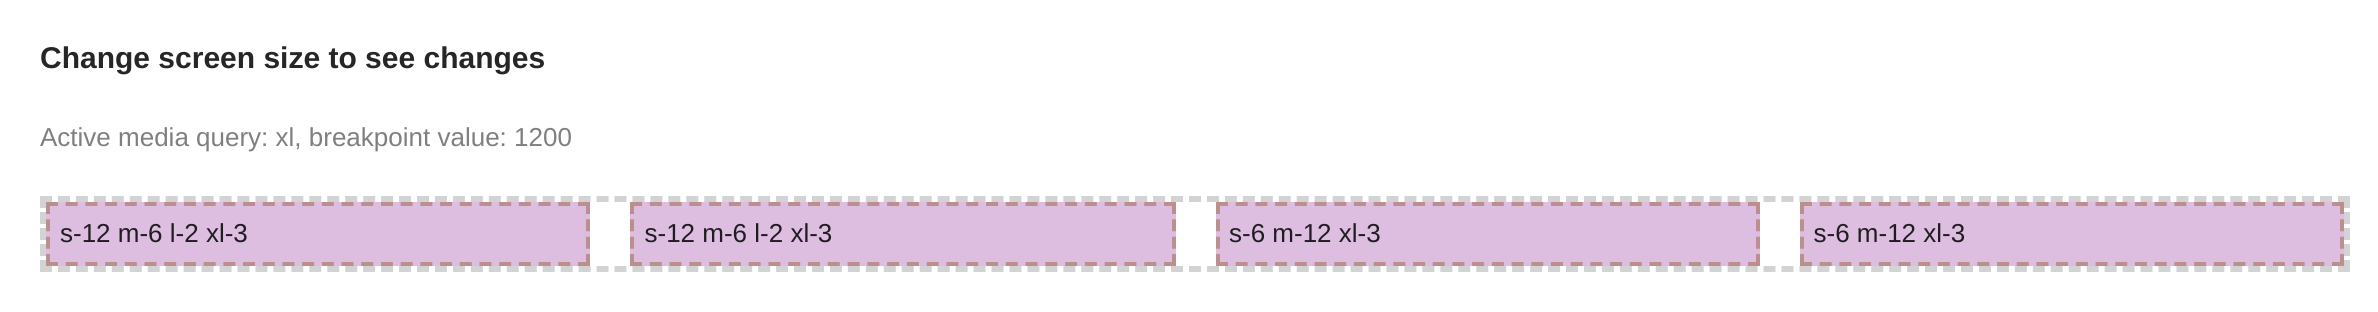 Change screen size to see changes
Active media query: xl, breakpoint value: 1200
s-12 m-6 l-2 xl-3
s-12 m-6 l-2 xl-3
s-6 m-12 xl-3
s-6 m-12 xl-3